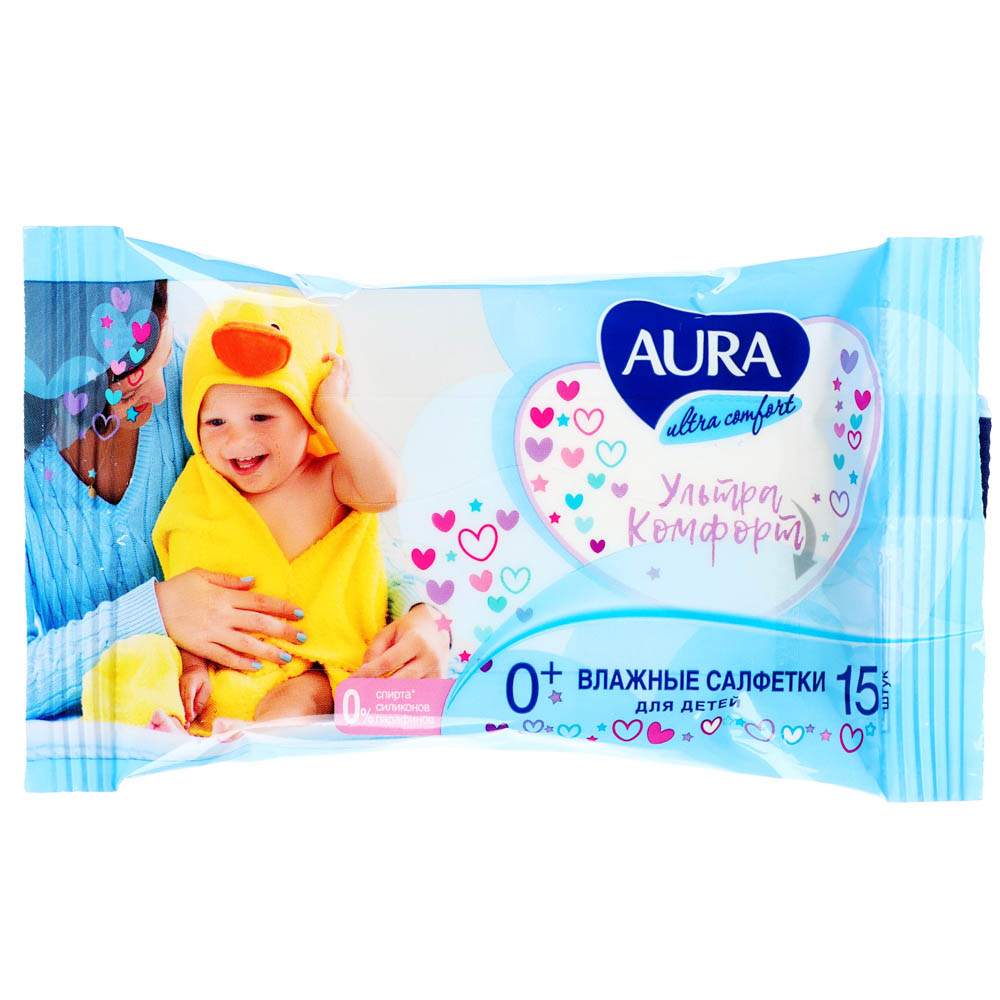 AURA
ultra comfort
Ультра
Комфорт
0%
спирта*
силиконов
парафинов
0+
ВЛАЖНЫЕ САЛФЕТКИ
ДЛЯ ДЕТЕЙ
15
штук